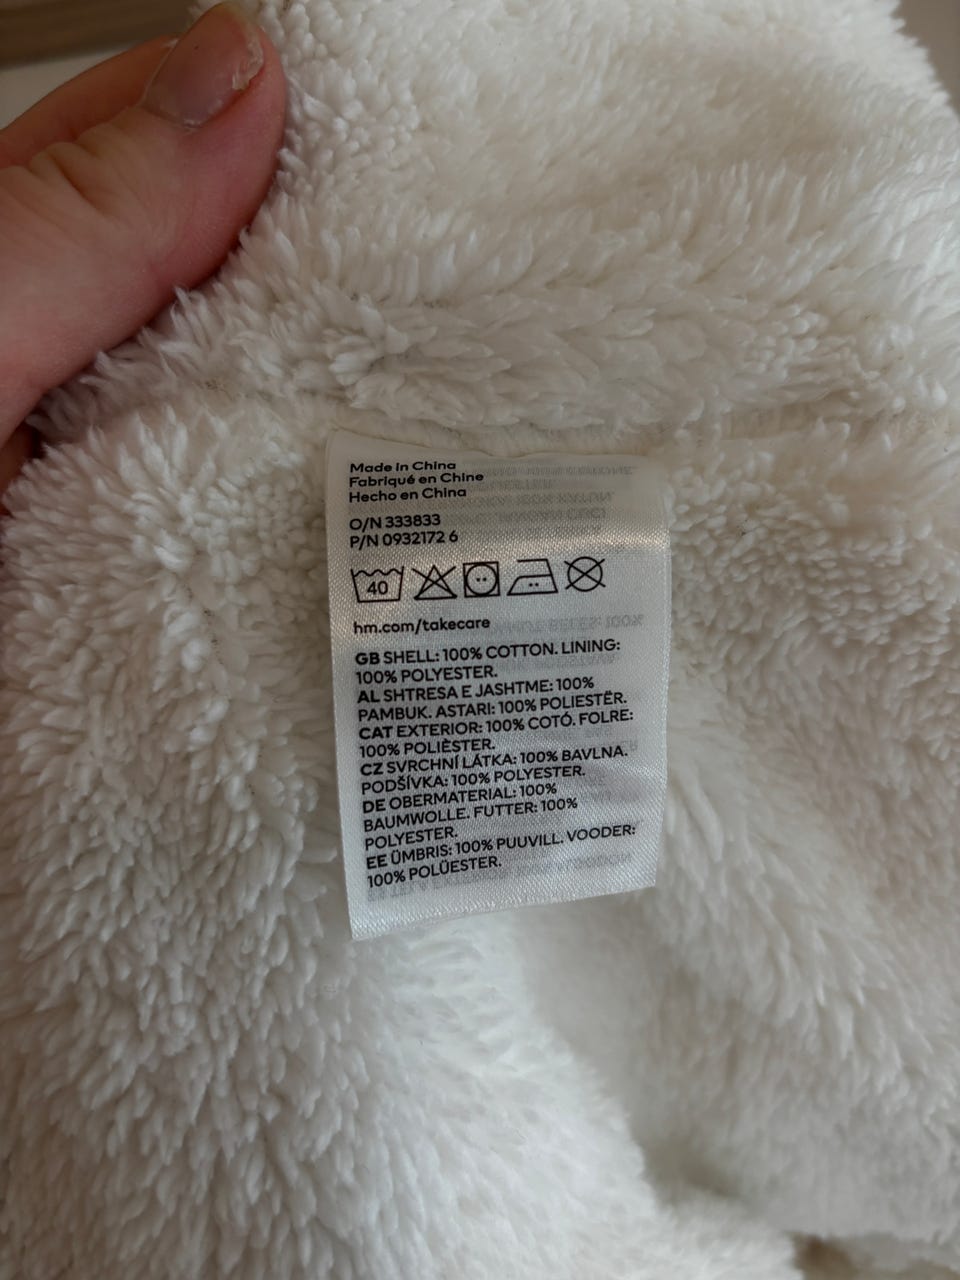 Made in China
Fabriqué en Chine
Hecho en China
O/N 333833
P/N 0932172 6
40
hm.com/takecare
GB SHELL: 100% COTTON. LINING:
100% POLYESTER.
AL SHTRESA E JASHTME: 100%
PAMBUK. ASTARI: 100% POLIESTËR.
CAT EXTERIOR: 100% COTÓ. FOLRE:
100% POLIÈSTER.
CZ SVRCHNÍ LÁTKA: 100% BAVLNA.
PODŠÍVKA: 100% POLYESTER.
DE OBERMATERIAL: 100%
BAUMWOLLE. FUTTER: 100%
POLYESTER.
EE ÜMBRIS: 100% PUUVILL. VOODER:
100% POLÜESTER.